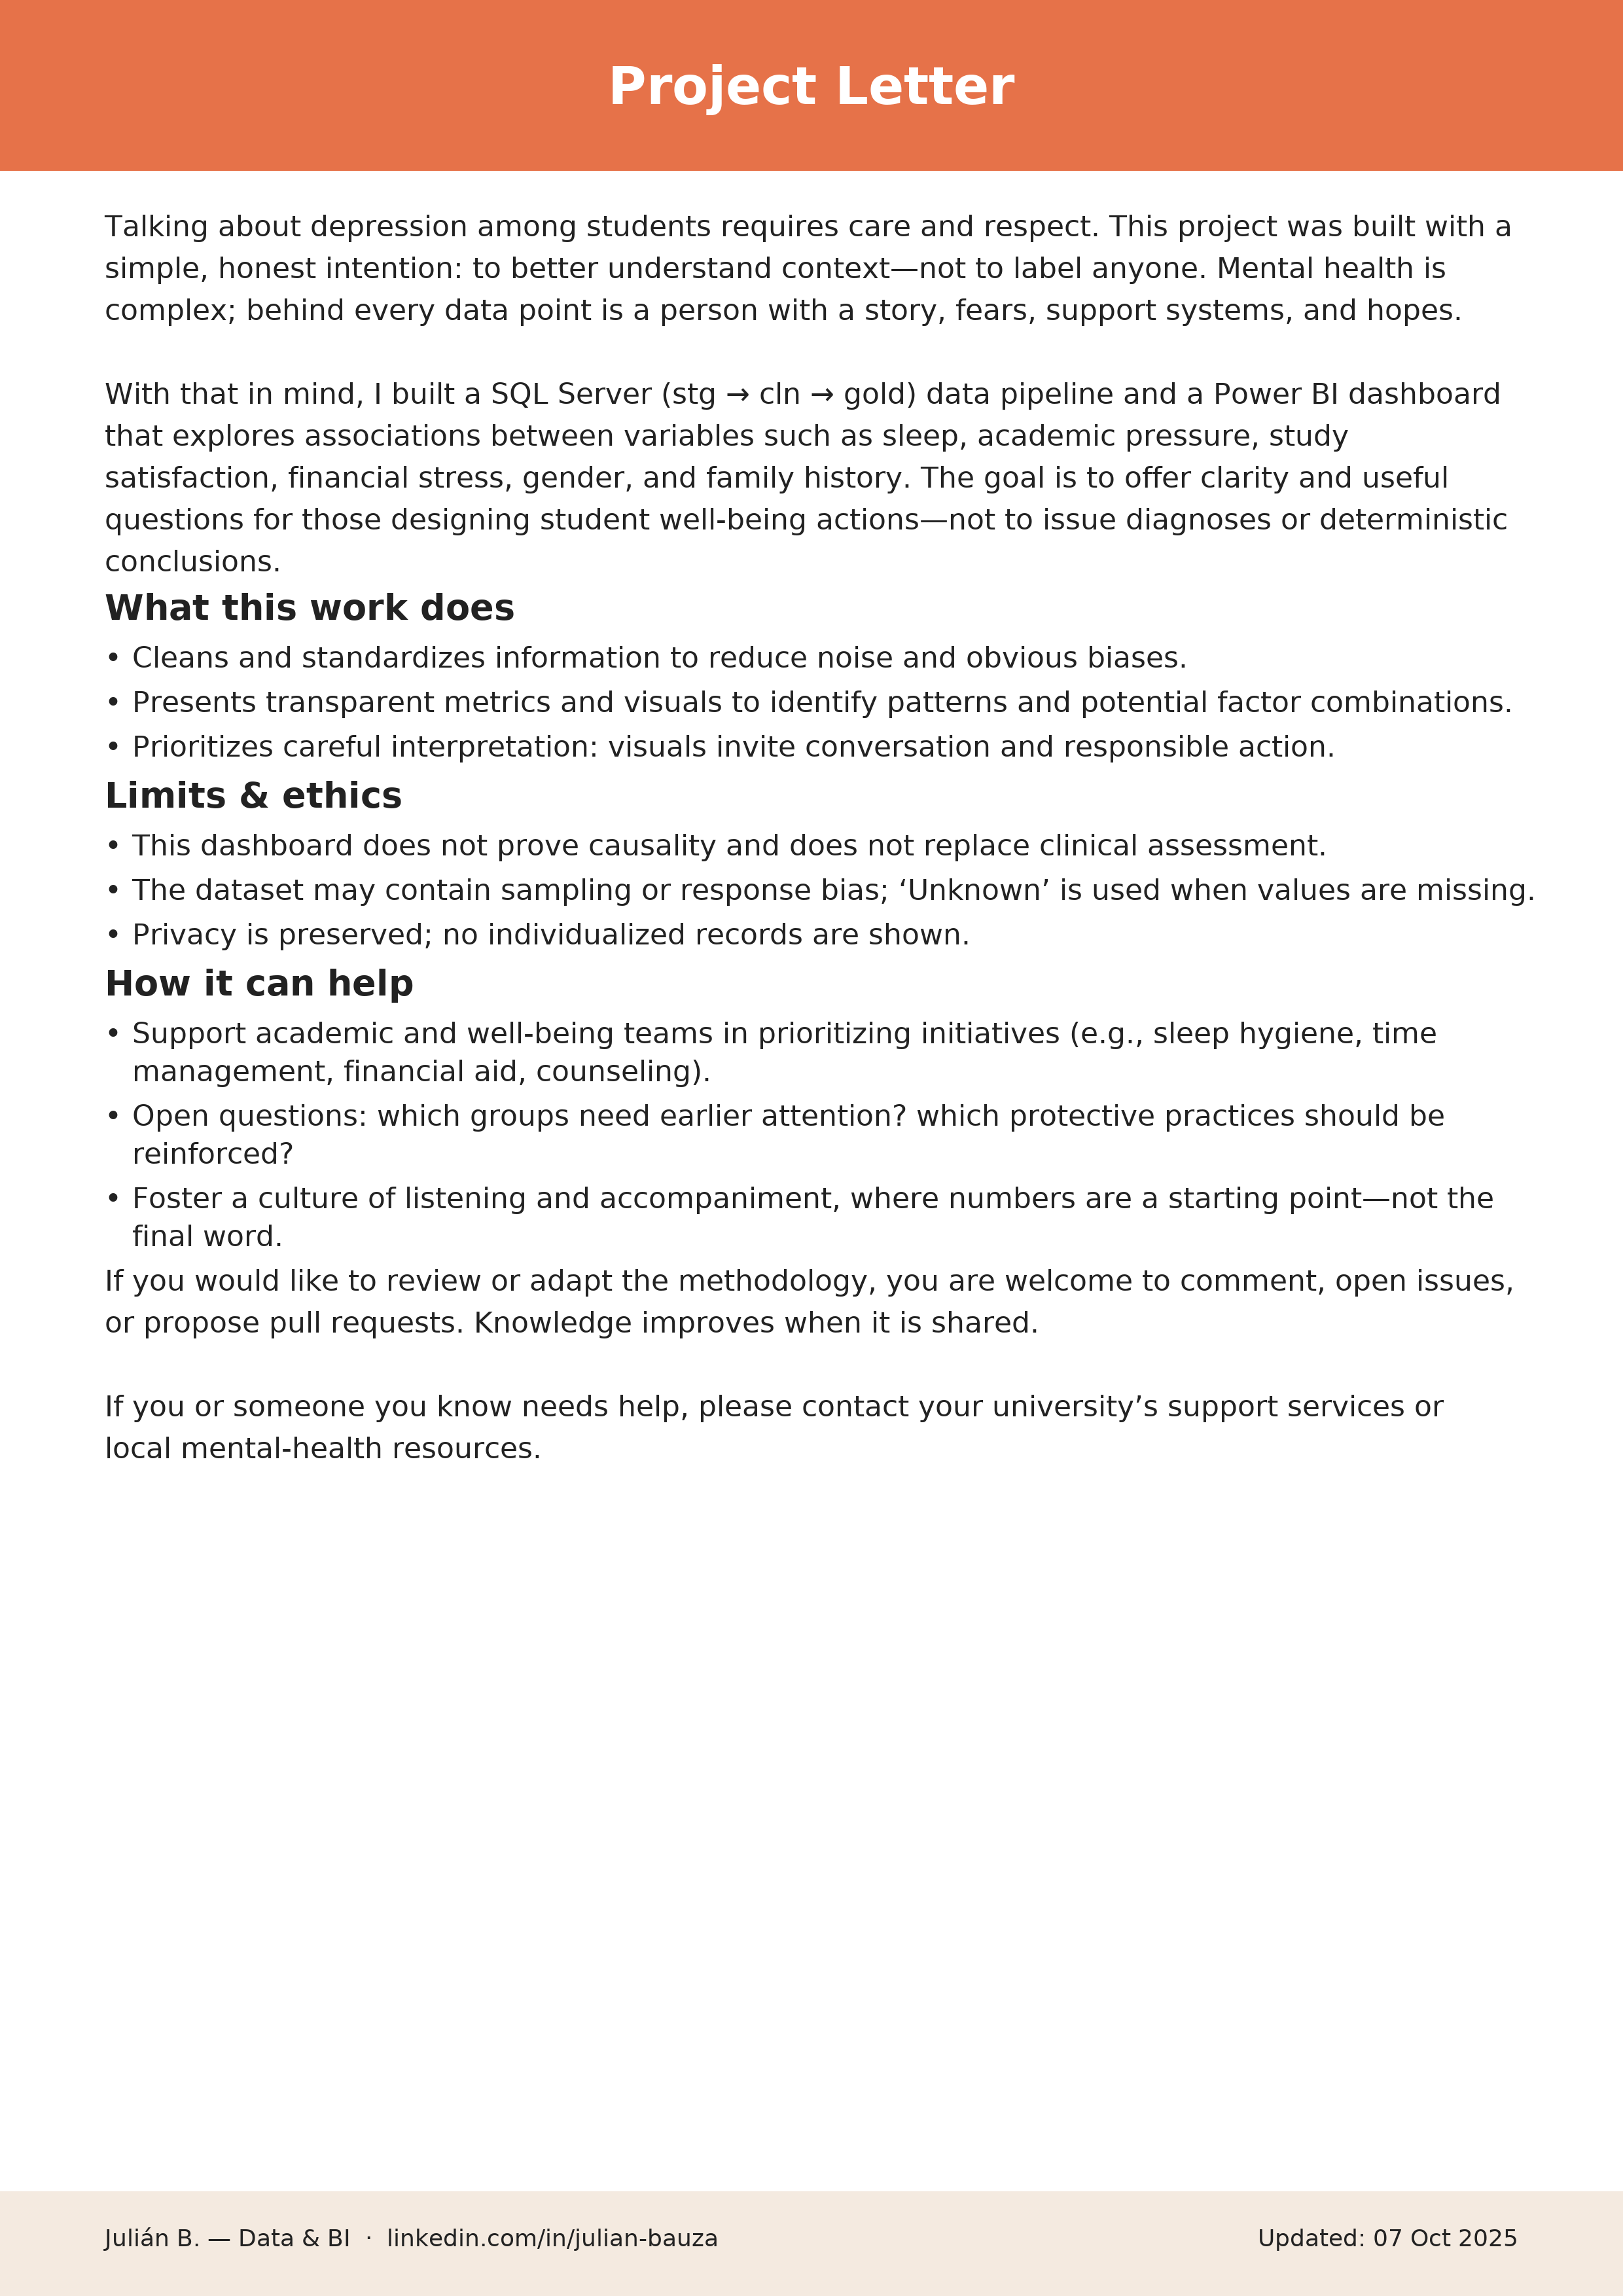 Project Letter
Talking about depression among students requires care and respect. This project was built with a
simple, honest intention: to better understand context—not to label anyone. Mental health is
complex; behind every data point is a person with a story, fears, support systems, and hopes.
With that in mind, I built a SQL Server (stg → cln → gold) data pipeline and a Power BI dashboard
that explores associations between variables such as sleep, academic pressure, study
satisfaction, financial stress, gender, and family history. The goal is to offer clarity and useful
questions for those designing student well-being actions—not to issue diagnoses or deterministic
conclusions.
What this work does
• Cleans and standardizes information to reduce noise and obvious biases.
• Presents transparent metrics and visuals to identify patterns and potential factor combinations.
• Prioritizes careful interpretation: visuals invite conversation and responsible action.
Limits & ethics
• This dashboard does not prove causality and does not replace clinical assessment.
• The dataset may contain sampling or response bias; ‘Unknown’ is used when values are missing.
• Privacy is preserved; no individualized records are shown.
How it can help
• Support academic and well-being teams in prioritizing initiatives (e.g., sleep hygiene, time
management, financial aid, counseling).
• Open questions: which groups need earlier attention? which protective practices should be
reinforced?
• Foster a culture of listening and accompaniment, where numbers are a starting point—not the
final word.
If you would like to review or adapt the methodology, you are welcome to comment, open issues,
or propose pull requests. Knowledge improves when it is shared.
If you or someone you know needs help, please contact your university’s support services or
local mental-health resources.
Julián B. — Data & BI · linkedin.com/in/julian-bauza
Updated: 07 Oct 2025